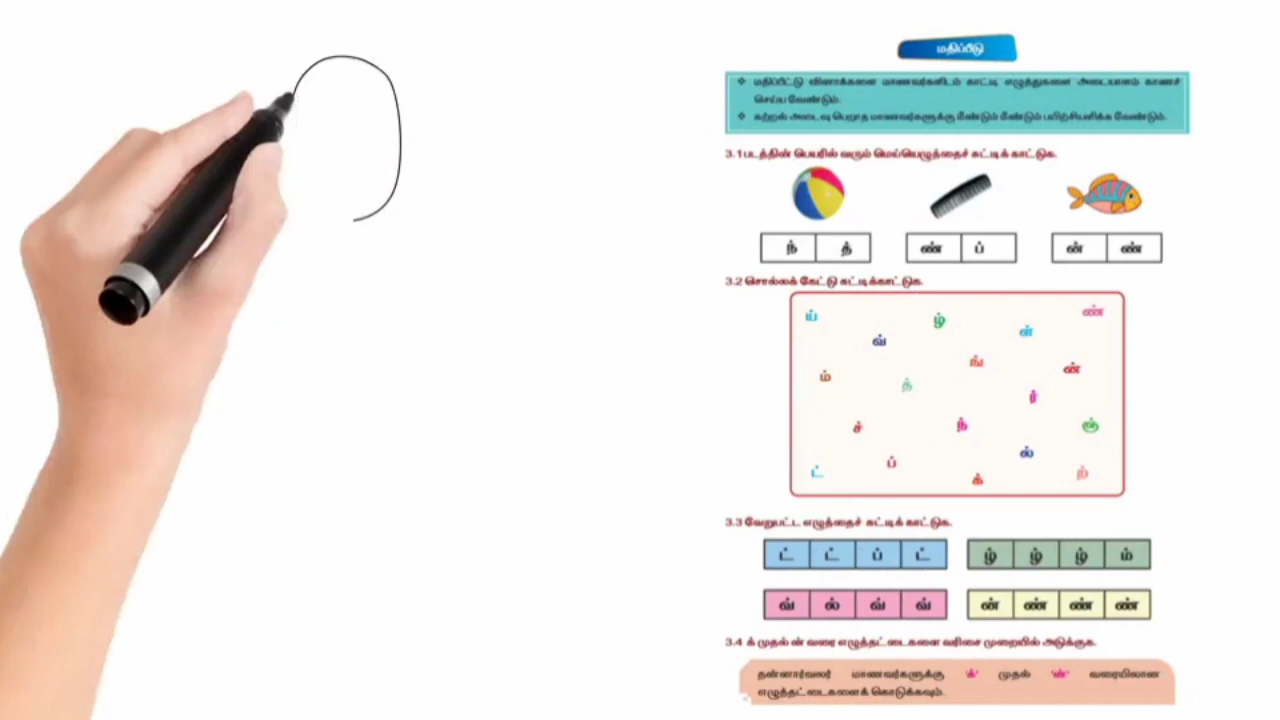 மதிப்பீடு
❖ மதிப்பீட்டு வினாக்களை மாணவர்களிடம் காட்டி எழுத்துகளை அடையாளம் காணச்
செய்ய வேண்டும்.
❖ கற்றல் அடைவு பெறாத மாணவர்களுக்கு மீண்டும் மீண்டும் பயிற்சியளிக்க வேண்டும்.
3.1 படத்தின் பெயரில் வரும் மெய்யெழுத்தைச் சுட்டிக் காட்டுக.
ந் த் ண் ப் ன் ண்
3.2 சொல்லக் கேட்டு சுட்டிக்காட்டுக.
ய் ழ் ள் ண்
வ் ங் ன்
ம் த் ர்
ச் ந் ஞ்
ட் ப் க் ல் ற்
3.3 வேறுபட்ட எழுத்தைச் சுட்டிக் காட்டுக.
ட் ட் ப் ட் ழ் ழ் ழ் ம்
வ் ல் வ் வ் ன் ண் ண் ண்
3.4 க் முதல் ன் வரை எழுத்தட்டைகளை வரிசை முறையில் அடுக்குக.
தன்னார்வலர் மாணவர்களுக்கு 'க்' முதல் 'ன்' வரையிலான
எழுத்தட்டைகளைக் கொடுக்கவும்.